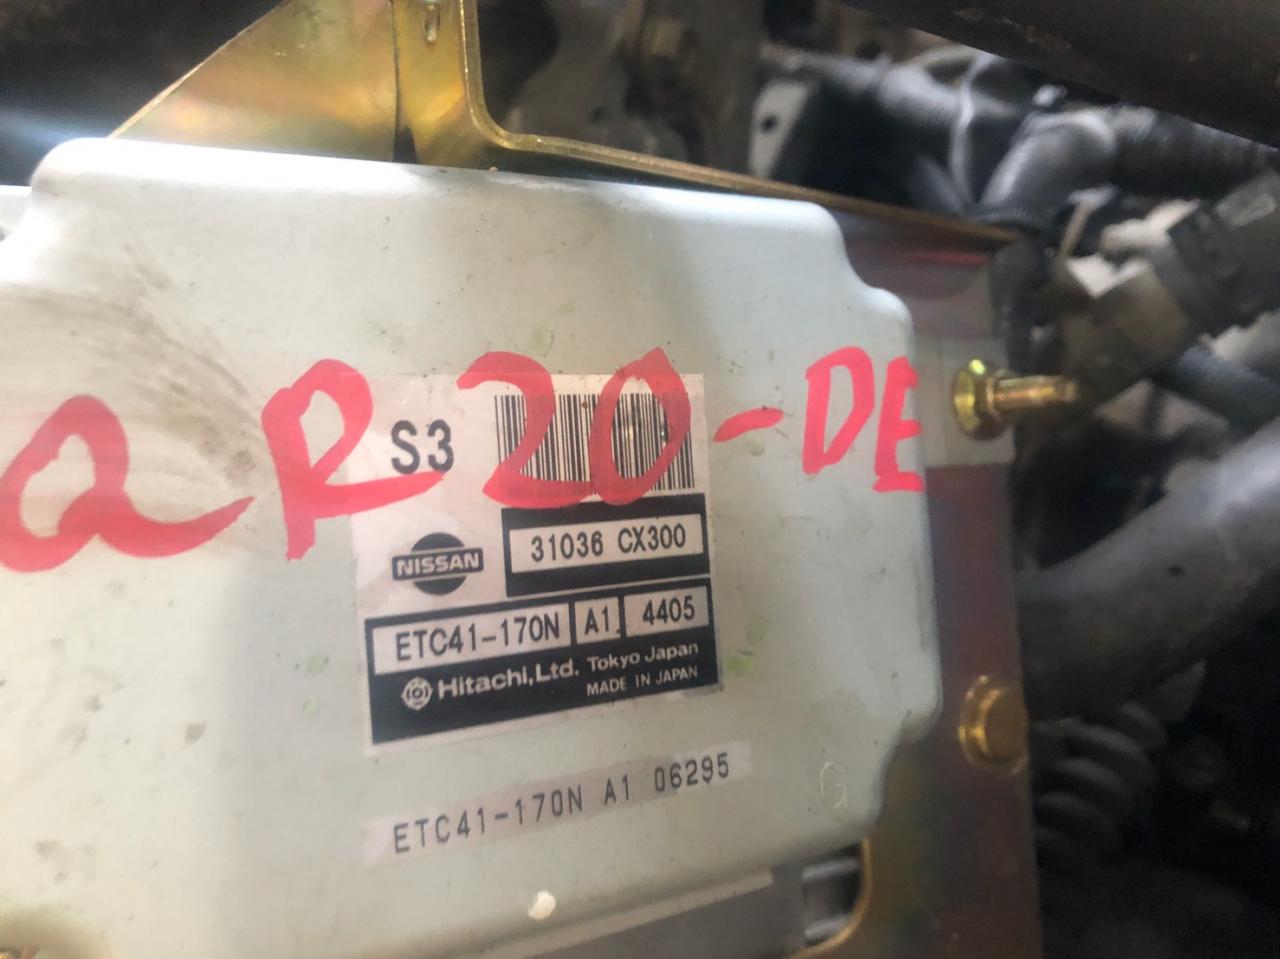 QR20-DE
S3
NISSAN
31036 CX300
ETC41-170N A1 4405
Hitachi, Ltd. Tokyo Japan
MADE IN JAPAN
ETC41-170N A1 06295
G